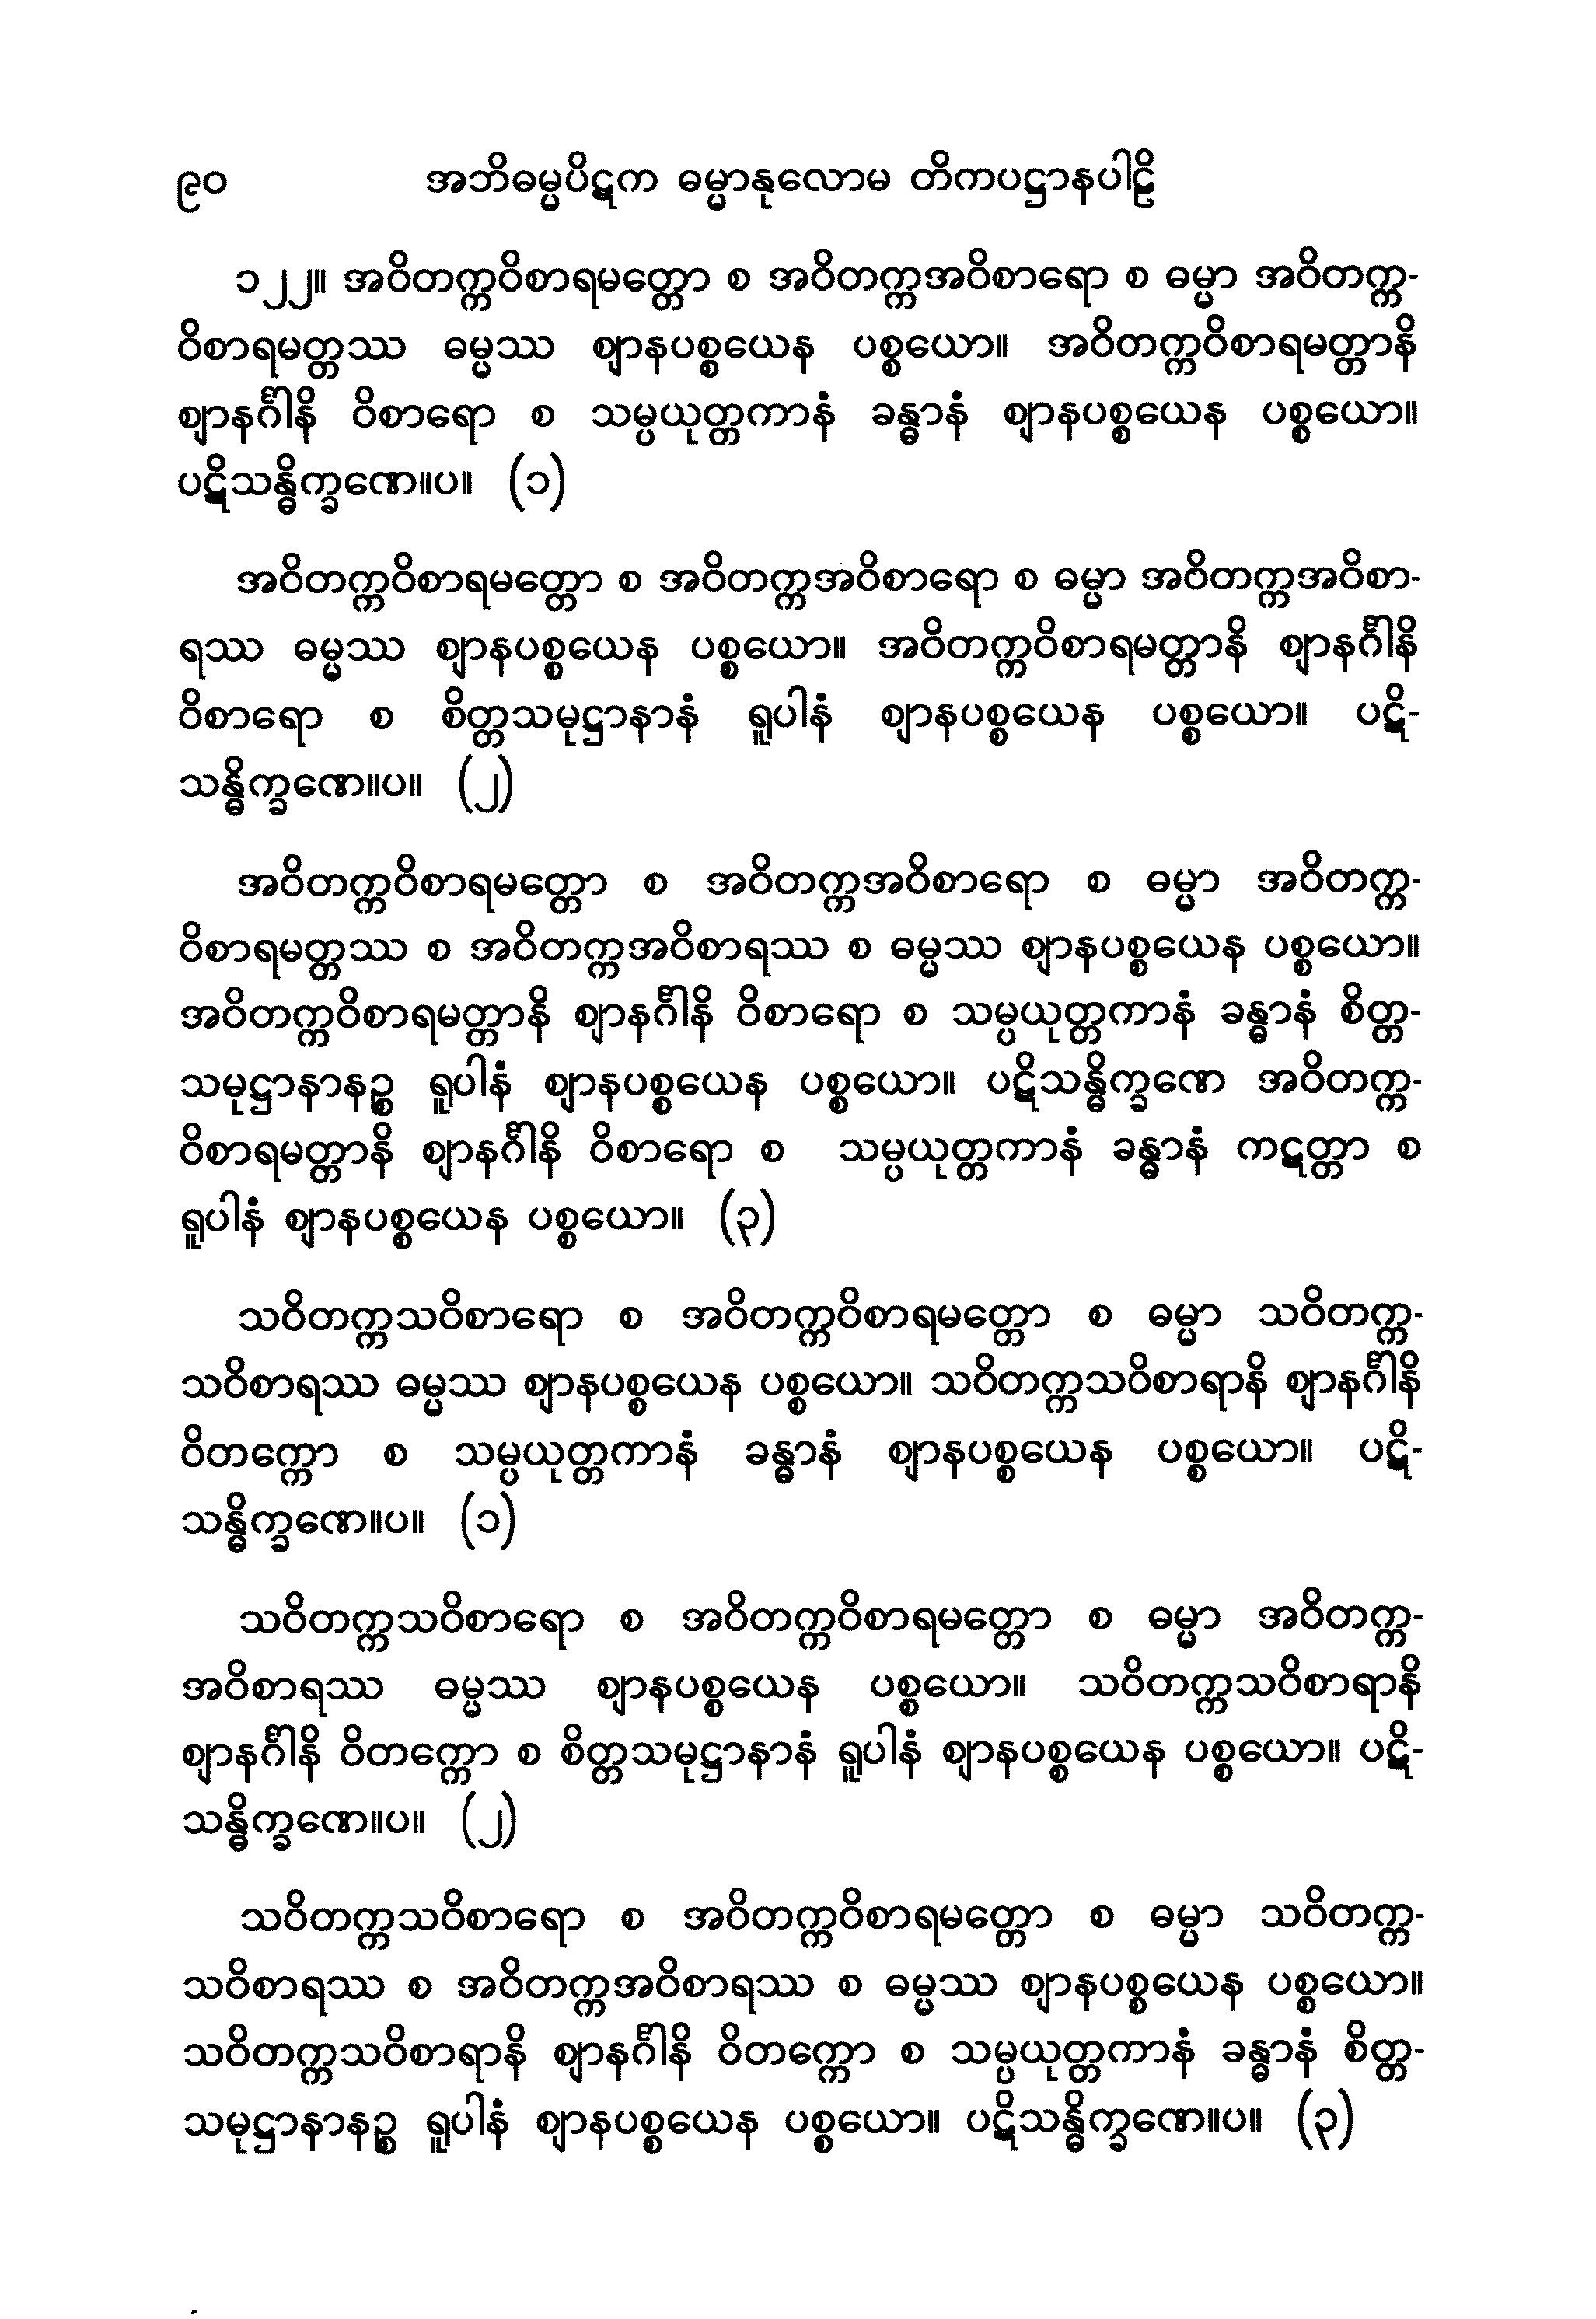 ၉၀ အဘိဓမ္မပိဋက ဓမ္မာနုလောမ တိကပဋ္ဌာနပါဠိ
၁၂၂။ အဝိတက္ကဝိစာရမတ္တော စ အဝိတက္ကအဝိစာရော စ ဓမ္မာ အဝိတက္က-
ဝိစာရမတ္တဿ ဓမ္မဿ ဈာနပစ္စယေန ပစ္စယော။ အဝိတက္ကဝိစာရမတ္တာနိ
ဈာနင်္ဂါနိ ဝိစာရော စ သမ္ပယုတ္တကာနံ ခန္ဓာနံ ဈာနပစ္စယေန ပစ္စယော။
ပဋိသန္ဓိက္ခဏေ။ပ။ (၁)
အဝိတက္ကဝိစာရမတ္တော စ အဝိတက္ကအဝိစာရော စ ဓမ္မာ အဝိတက္ကအဝိစာ-
ရဿ ဓမ္မဿ ဈာနပစ္စယေန ပစ္စယော။ အဝိတက္ကဝိစာရမတ္တာနိ ဈာနင်္ဂါနိ
ဝိစာရော စ စိတ္တသမုဋ္ဌာနာနံ ရူပါနံ ဈာနပစ္စယေန ပစ္စယော။ ပဋိ-
သန္ဓိက္ခဏေ။ပ။ (၂)
အဝိတက္ကဝိစာရမတ္တော စ အဝိတက္ကအဝိစာရော စ ဓမ္မာ အဝိတက္က-
ဝိစာရမတ္တဿ စ အဝိတက္ကအဝိစာရဿ စ ဓမ္မဿ ဈာနပစ္စယေန ပစ္စယော။
အဝိတက္ကဝိစာရမတ္တာနိ ဈာနင်္ဂါနိ ဝိစာရော စ သမ္ပယုတ္တကာနံ ခန္ဓာနံ စိတ္တ-
သမုဋ္ဌာနာနဉ္စ ရူပါနံ ဈာနပစ္စယေန ပစ္စယော။ ပဋိသန္ဓိက္ခဏေ အဝိတက္က-
ဝိစာရမတ္တာနိ ဈာနင်္ဂါနိ ဝိစာရော စ သမ္ပယုတ္တကာနံ ခန္ဓာနံ ကဋတ္တာ စ
ရူပါနံ ဈာနပစ္စယေန ပစ္စယော။ (၃)
သဝိတက္ကသဝိစာရော စ အဝိတက္ကဝိစာရမတ္တော စ ဓမ္မာ သဝိတက္က-
သဝိစာရဿ ဓမ္မဿ ဈာနပစ္စယေန ပစ္စယော။ သဝိတက္ကသဝိစာရာနိ ဈာနင်္ဂါနိ
ဝိတက္ကော စ သမ္ပယုတ္တကာနံ ခန္ဓာနံ ဈာနပစ္စယေန ပစ္စယော။ ပဋိ-
သန္ဓိက္ခဏေ။ပ။ (၁)
သဝိတက္ကသဝိစာရော စ အဝိတက္ကဝိစာရမတ္တော စ ဓမ္မာ အဝိတက္က-
အဝိစာရဿ ဓမ္မဿ ဈာနပစ္စယေန ပစ္စယော။ သဝိတက္ကသဝိစာရာနိ
ဈာနင်္ဂါနိ ဝိတက္ကော စ စိတ္တသမုဋ္ဌာနာနံ ရူပါနံ ဈာနပစ္စယေန ပစ္စယော။ ပဋိ-
သန္ဓိက္ခဏေ။ပ။ (၂)
သဝိတက္ကသဝိစာရော စ အဝိတက္ကဝိစာရမတ္တော စ ဓမ္မာ သဝိတက္က-
သဝိစာရဿ စ အဝိတက္ကအဝိစာရဿ စ ဓမ္မဿ ဈာနပစ္စယေန ပစ္စယော။
သဝိတက္ကသဝိစာရာနိ ဈာနင်္ဂါနိ ဝိတက္ကော စ သမ္ပယုတ္တကာနံ ခန္ဓာနံ စိတ္တ-
သမုဋ္ဌာနာနဉ္စ ရူပါနံ ဈာနပစ္စယေန ပစ္စယော။ ပဋိသန္ဓိက္ခဏေ။ပ။ (၃)